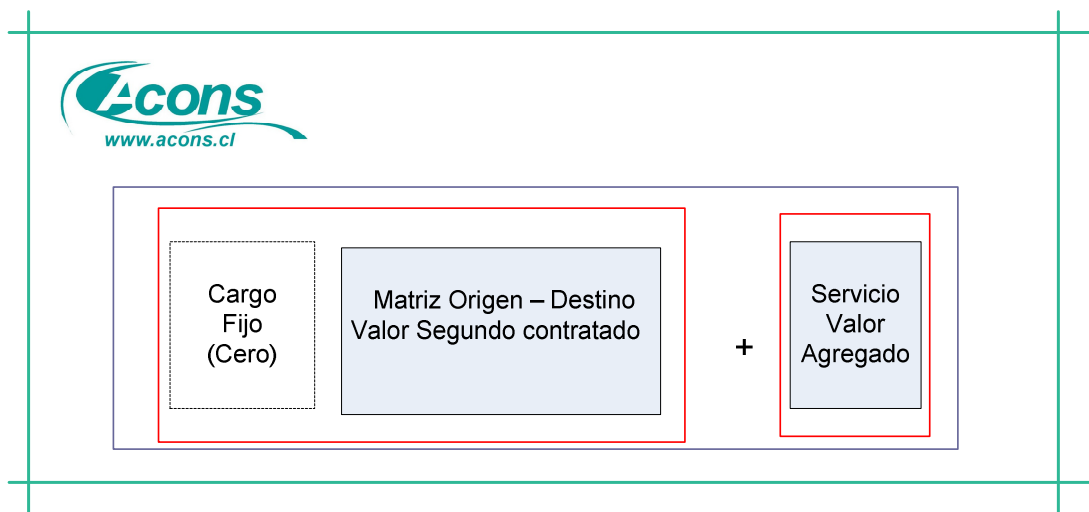 Acons
www.acons.cl
Cargo
Fijo
(Cero)
Matriz Origen – Destino
Valor Segundo contratado
+
Servicio
Valor
Agregado